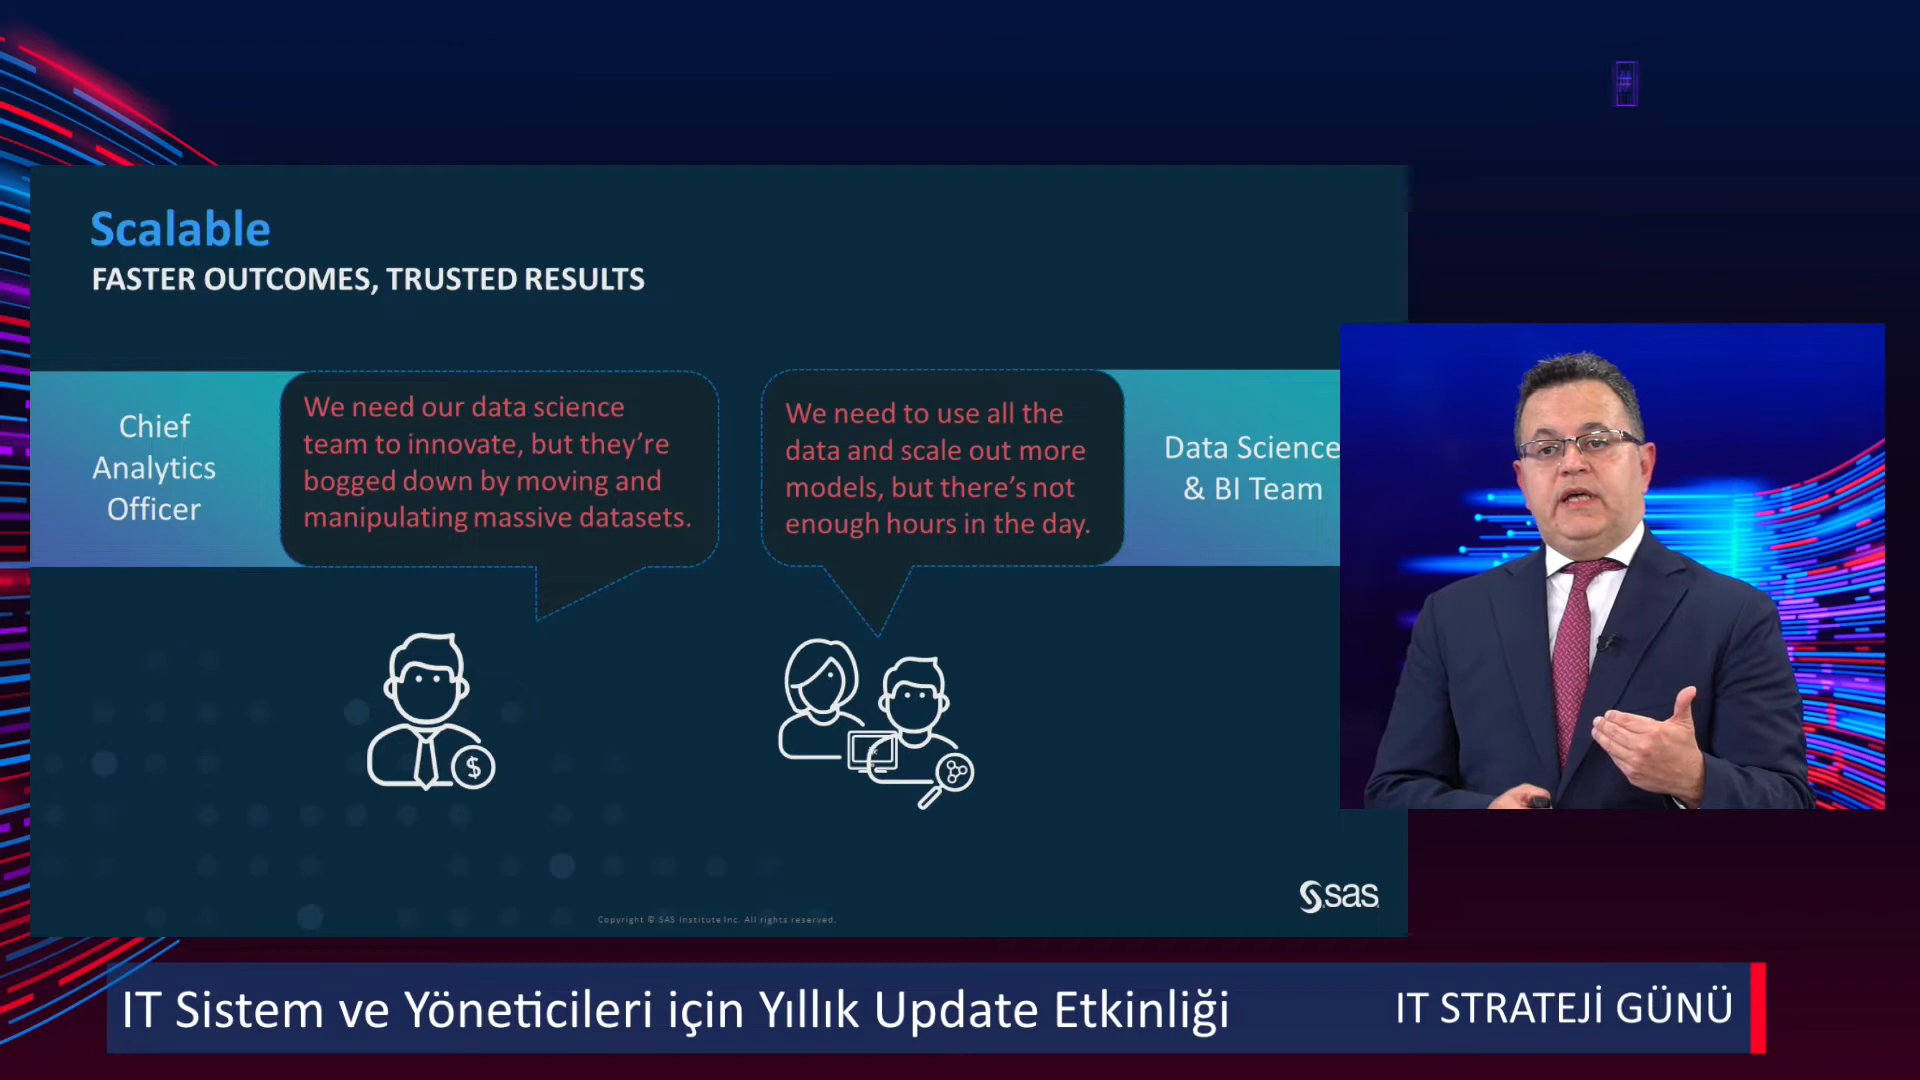 Scalable
FASTER OUTCOMES, TRUSTED RESULTS
Chief
Analytics
Officer
We need our data science
team to innovate, but they’re
bogged down by moving and
manipulating massive datasets.
We need to use all the
data and scale out more
models, but there’s not
enough hours in the day.
Data Science
& BI Team
$
sas
Copyright © SAS Institute Inc. All rights reserved.
IT Sistem ve Yöneticileri için Yıllık Update Etkinliği
IT STRATEJİ GÜNÜ